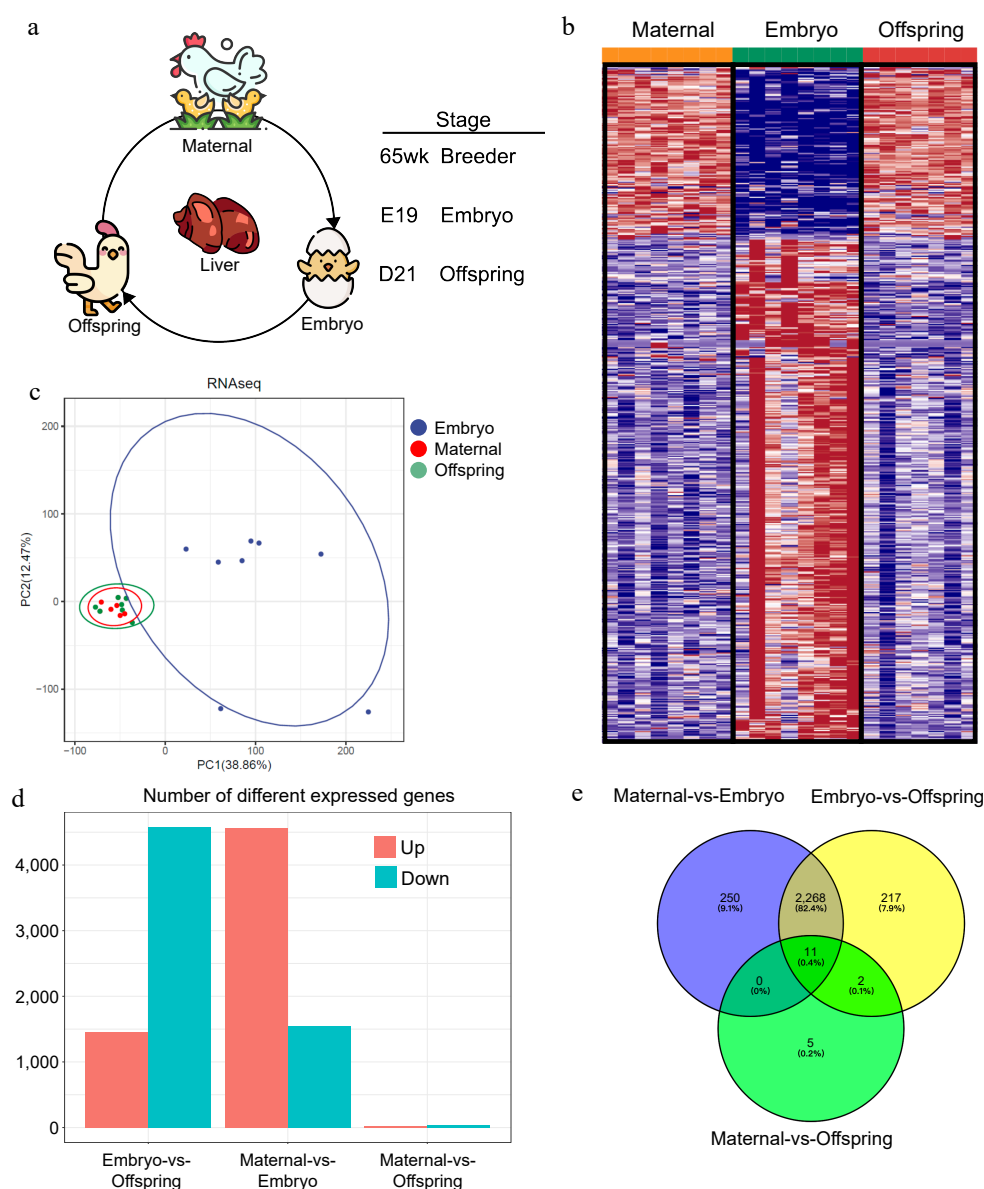 a
Maternal
Liver
Offspring
Embryo
Stage
65wk Breeder
E19 Embryo
D21 Offspring
b
Maternal Embryo Offspring
c
RNAseq
200
100
0
−100
PC2(12.47%)
−100 0 100 200
PC1(38.86%)
Embryo
Maternal
Offspring
d
Number of different expressed genes
4,000
3,000
2,000
1,000
0
Up
Down
Embryo-vs-
Offspring
Maternal-vs-
Embryo
Maternal-vs-
Offspring
e
Maternal-vs-Embryo
Embryo-vs-Offspring
250
(9.1%)
2,268
(82.4%)
217
(7.9%)
11
(0.4%)
0
(0%)
2
(0.1%)
5
(0.2%)
Maternal-vs-Offspring